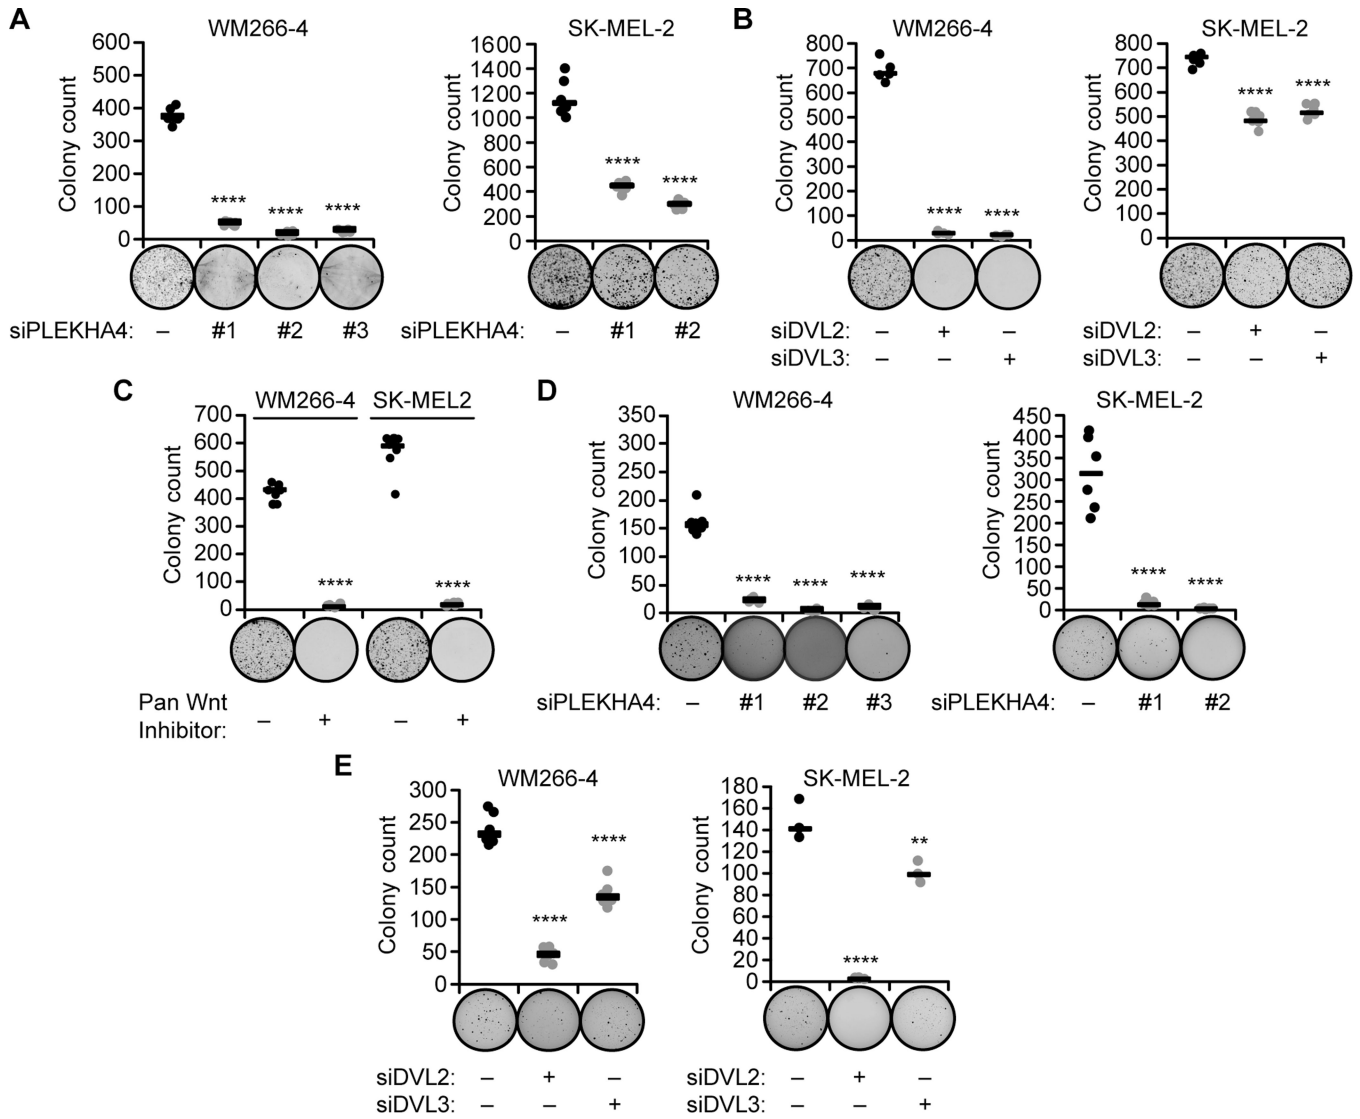 A
WM266-4
Colony count
600
500
400
300
200
100
0
****
****
****
siPLEKHA4: – #1 #2 #3
SK-MEL-2
Colony count
1600
1400
1200
1000
800
600
400
200
0
****
****
siPLEKHA4: – #1 #2
B
WM266-4
Colony count
800
700
600
500
400
300
200
100
0
****
****
siDVL2: – + –
siDVL3: – – +
SK-MEL-2
Colony count
800
700
600
500
400
300
200
100
0
****
****
siDVL2: – + –
siDVL3: – – +
C
WM266-4
SK-MEL2
Colony count
700
600
500
400
300
200
100
0
****
****
Pan Wnt
Inhibitor: – + – +
D
WM266-4
Colony count
350
300
250
200
150
100
50
0
****
****
****
siPLEKHA4: – #1 #2 #3
SK-MEL-2
Colony count
450
400
350
300
250
200
150
100
50
0
****
****
siPLEKHA4: – #1 #2
E
WM266-4
Colony count
300
250
200
150
100
50
0
****
****
siDVL2: – + –
siDVL3: – – +
SK-MEL-2
Colony count
180
160
140
120
100
80
60
40
20
0
****
**
siDVL2: – + –
siDVL3: – – +